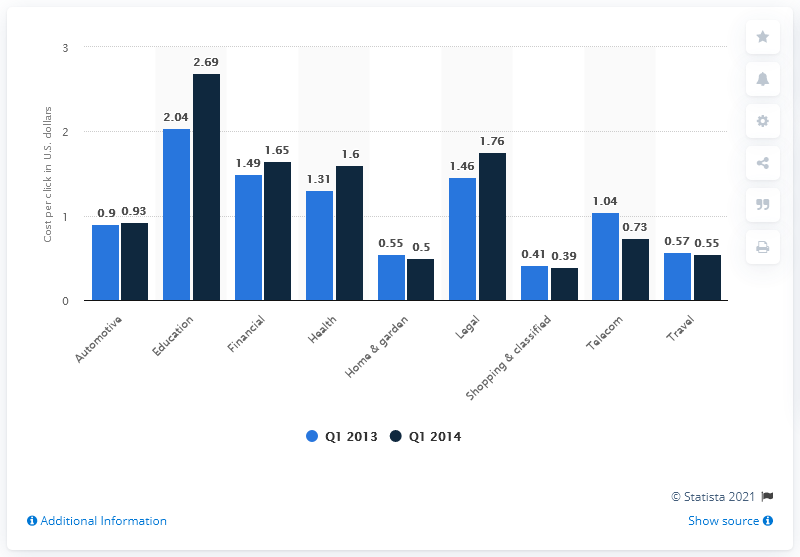 Cost per click in U.S. dollars
3
2
1
0
0.9 0.93
2.04 2.69
1.49 1.65
1.31 1.6
0.55 0.5
1.46 1.76
0.41 0.39
1.04 0.73
0.57 0.55
Automotive
Education
Financial
Health
Home & garden
Legal
Shopping & classified
Telecom
Travel
Q1 2013 Q1 2014
© Statista 2021
Additional Information Show source